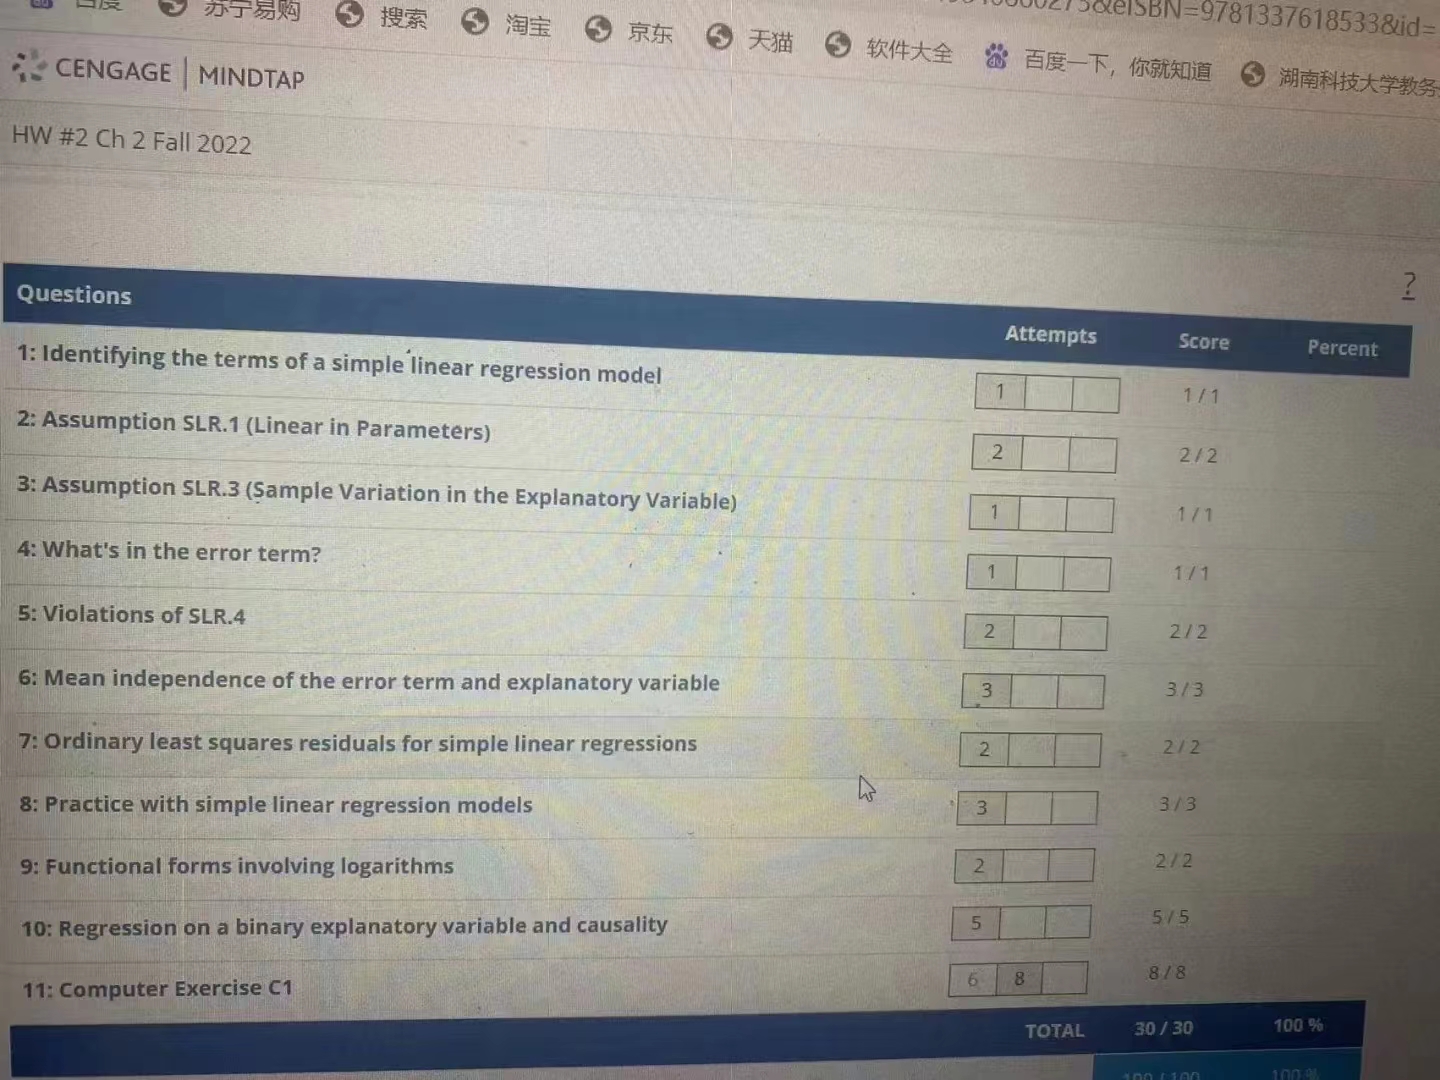 275&eISBN=9781337618533&id=
百度 苏宁易购 搜索 淘宝 京东 天猫 软件大全 百度一下，你就知道 湖南科技大学教务
CENGAGE | MINDTAP
HW #2 Ch 2 Fall 2022
?
Questions Attempts Score Percent
1: Identifying the terms of a simple linear regression model 1 1 / 1
2: Assumption SLR.1 (Linear in Parameters) 2 2 / 2
3: Assumption SLR.3 (Sample Variation in the Explanatory Variable) 1 1 / 1
4: What's in the error term? 1 1 / 1
5: Violations of SLR.4 2 2 / 2
6: Mean independence of the error term and explanatory variable 3 3 / 3
7: Ordinary least squares residuals for simple linear regressions 2 2 / 2
8: Practice with simple linear regression models 3 3 / 3
9: Functional forms involving logarithms 2 2 / 2
10: Regression on a binary explanatory variable and causality 5 5 / 5
11: Computer Exercise C1 6 8 8 / 8
TOTAL 30 / 30 100 %
100 / 100 100 %